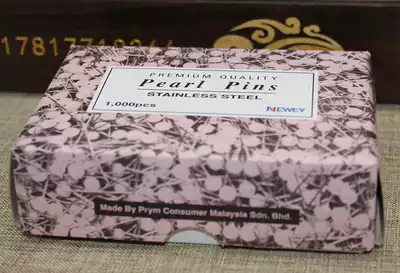 PREMIUM QUALITY
Pearl Pins
STAINLESS STEEL
1,000pcs
NEWEY
Made By Prym Consumer Malaysia Sdn. Bhd.